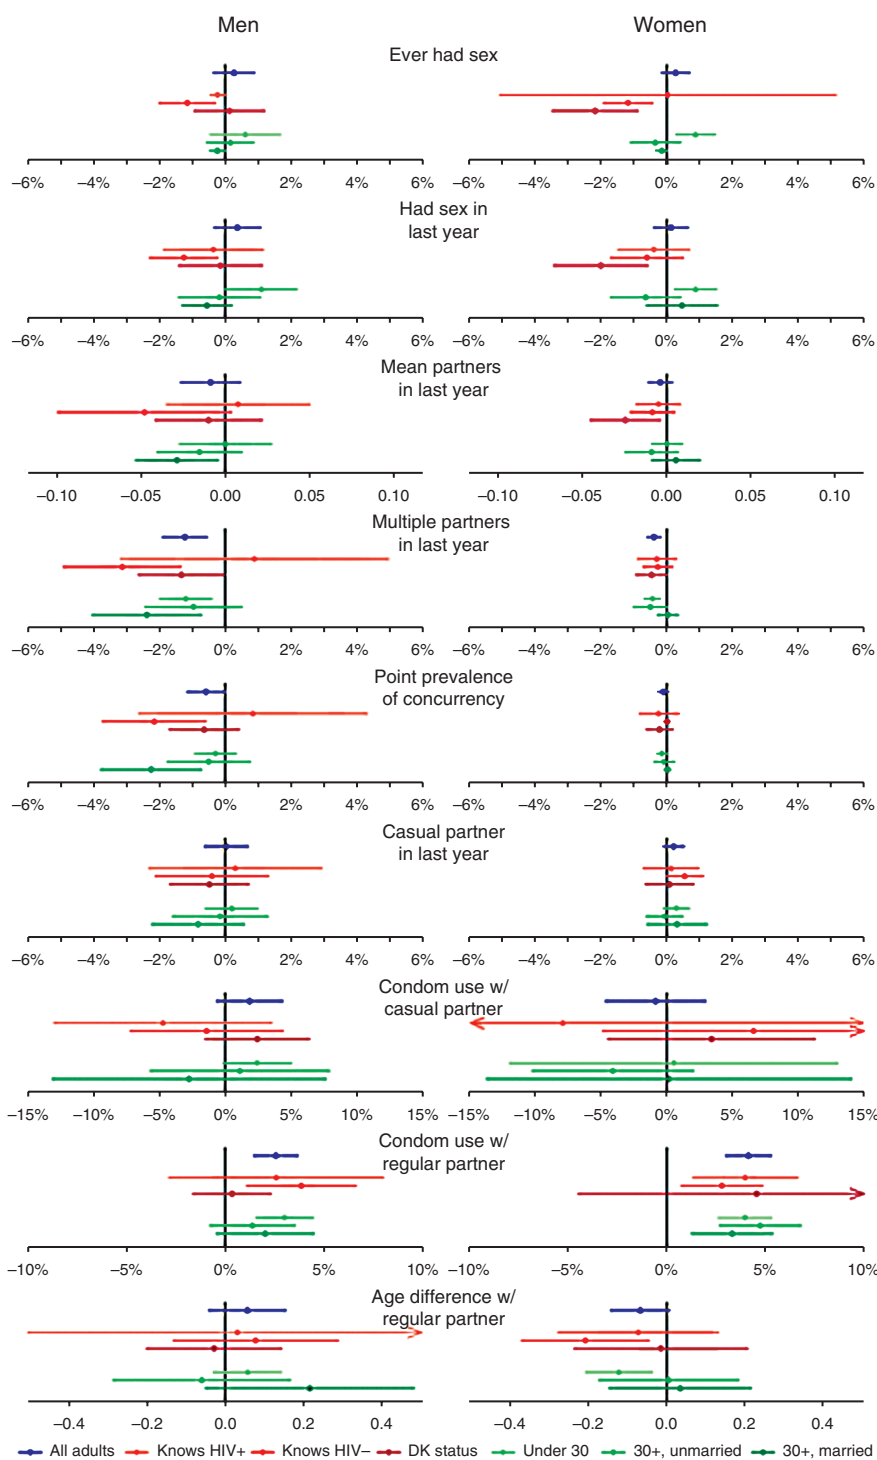 Men Women
Ever had sex
–6% –4% –2% 0% 2% 4% 6% –6% –4% –2% 0% 2% 4% 6%
Had sex in
last year
–6% –4% –2% 0% 2% 4% 6% –6% –4% –2% 0% 2% 4% 6%
Mean partners
in last year
–0.10 –0.05 0.00 0.05 0.10 –0.10 –0.05 0.00 0.05 0.10
Multiple partners
in last year
–6% –4% –2% 0% 2% 4% 6% –6% –4% –2% 0% 2% 4% 6%
Point prevalence
of concurrency
–6% –4% –2% 0% 2% 4% 6% –6% –4% –2% 0% 2% 4% 6%
Casual partner
in last year
–6% –4% –2% 0% 2% 4% 6% –6% –4% –2% 0% 2% 4% 6%
Condom use w/
casual partner
–15% –10% –5% 0% 5% 10% 15% –15% –10% –5% 0% 5% 10% 15%
Condom use w/
regular partner
–10% –5% 0% 5% 10% –10% –5% 0% 5% 10%
Age difference w/
regular partner
–0.4 –0.2 0.0 0.2 0.4 –0.4 –0.2 0.0 0.2 0.4
All adults Knows HIV+ Knows HIV– DK status Under 30 30+, unmarried 30+, married